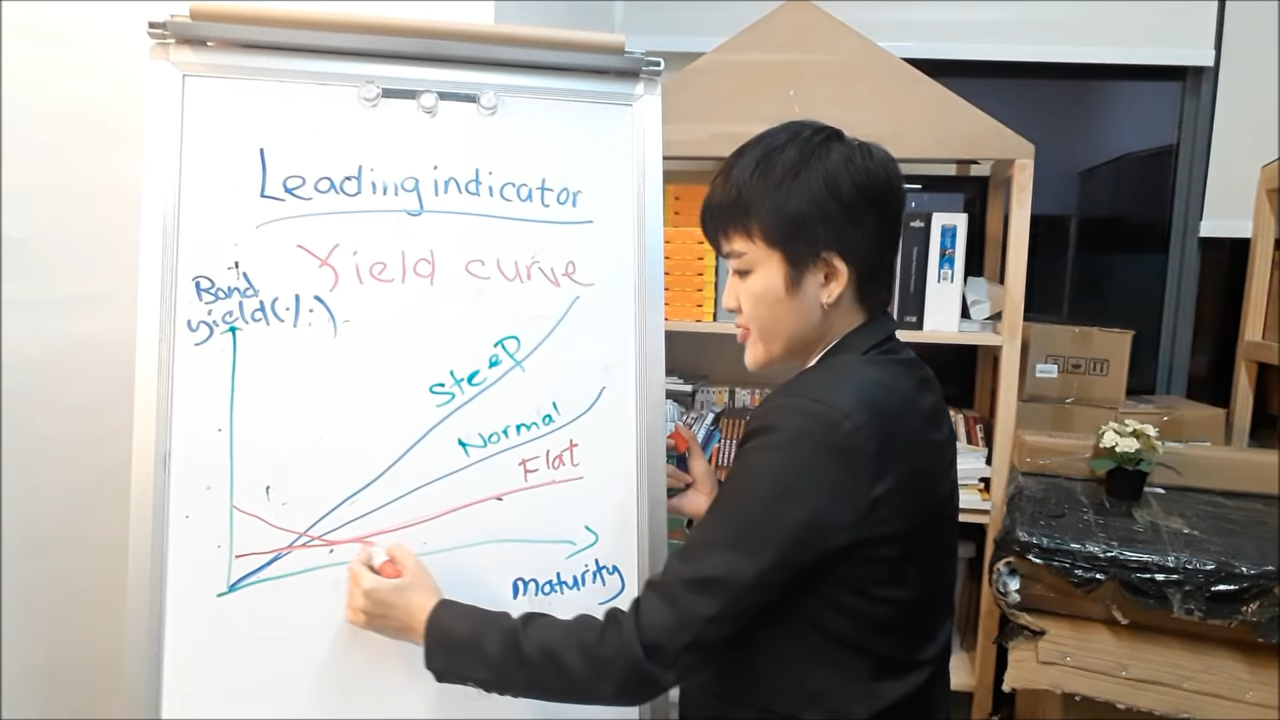 Leading indicator
Yield curve
Bond
yield(%)
Steep
Normal
Flat
maturity